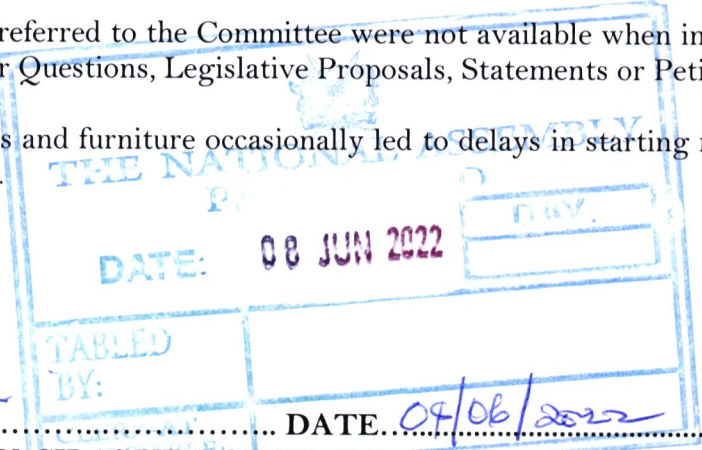 referred to the Committee were not available when in
r Questions, Legislative Proposals, Statements or Peti
s and furniture occasionally led to delays in starting
THE NATIONAL ASSEMBLY
DAY.
DATE: 08 JUN 2022
TABLED
BY:
DATE. 04/06/2022